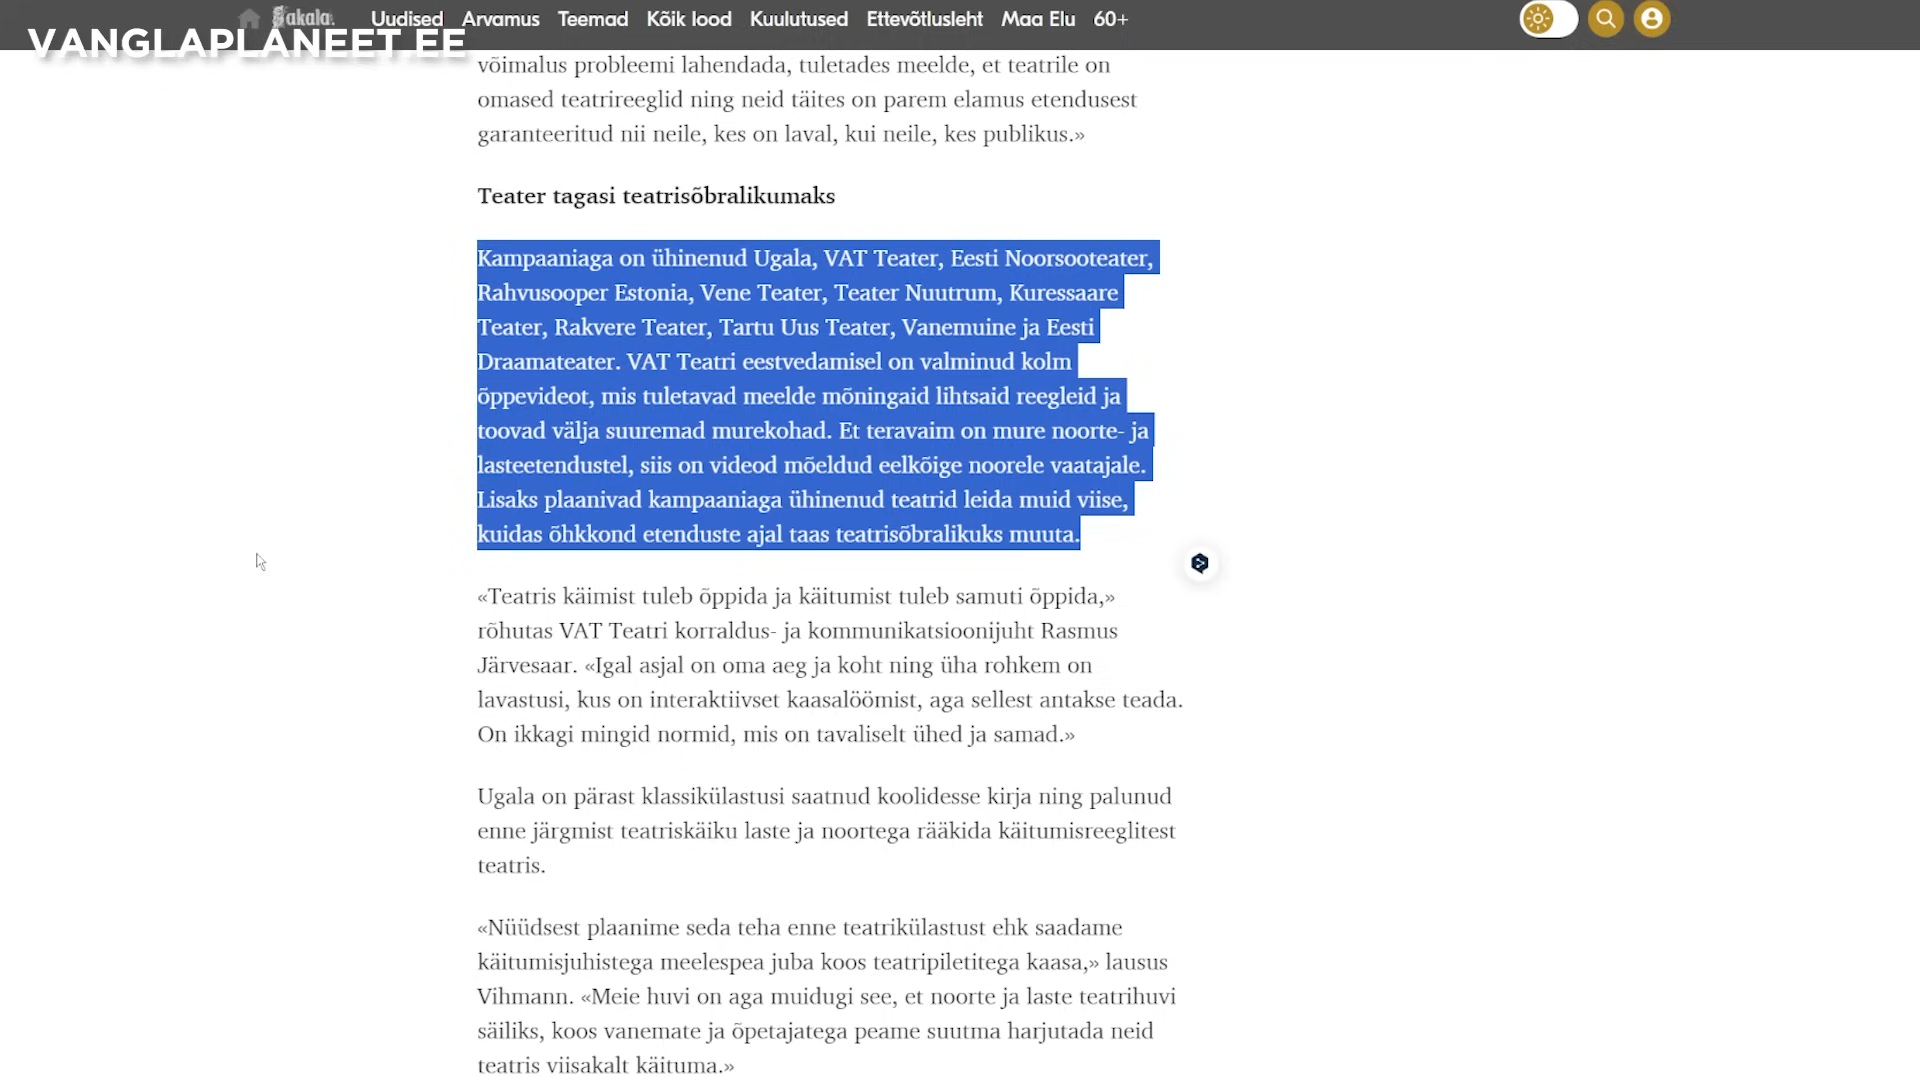 Sakala.
Uudised Arvamus Teemad Kõik lood Kuulutused Ettevõtlusleht Maa Elu 60+
VANGLAPLANEET.EE
võimalus probleemi lahendada, tuletades meelde, et teatrile on
omased teatrireeglid ning neid täites on parem elamus etendusest
garanteeritud nii neile, kes on laval, kui neile, kes publikus.»
Teater tagasi teatrisõbralikumaks
Kampaaniaga on ühinenud Ugala, VAT Teater, Eesti Noorsooteater,
Rahvusooper Estonia, Vene Teater, Teater Nuutrum, Kuressaare
Teater, Rakvere Teater, Tartu Uus Teater, Vanemuine ja Eesti
Draamateater. VAT Teatri eestvedamisel on valminud kolm
õppevideot, mis tuletavad meelde mõningaid lihtsaid reegleid ja
toovad välja suuremad murekohad. Et teravaim on mure noorte- ja
lasteetendustel, siis on videod mõeldud eelkõige noorele vaatajale.
Lisaks plaanivad kampaaniaga ühinenud teatrid leida muid viise,
kuidas õhkkond etenduste ajal taas teatrisõbralikuks muuta.
«Teatris käimist tuleb õppida ja käitumist tuleb samuti õppida,»
rõhutas VAT Teatri korraldus- ja kommunikatsioonijuht Rasmus
Järvesaar. «Igal asjal on oma aeg ja koht ning üha rohkem on
lavastusi, kus on interaktiivset kaasalöömist, aga sellest antakse teada.
On ikkagi mingid normid, mis on tavaliselt ühed ja samad.»
Ugala on pärast klassikülastusi saatnud koolidesse kirja ning palunud
enne järgmist teatriskäiku laste ja noortega rääkida käitumisreeglitest
teatris.
«Nüüdsest plaanime seda teha enne teatrikülastust ehk saadame
käitumisjuhistega meelespea juba koos teatripiletitega kaasa,» lausus
Vihmann. «Meie huvi on aga muidugi see, et noorte ja laste teatrihuvi
säiliks, koos vanemate ja õpetajatega peame suutma harjutada neid
teatris viisakalt käituma.»